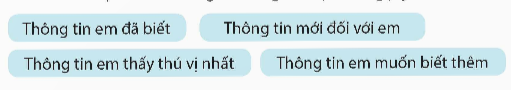 Thông tin em đã biết
Thông tin mới đối với em
Thông tin em thấy thú vị nhất
Thông tin em muốn biết thêm